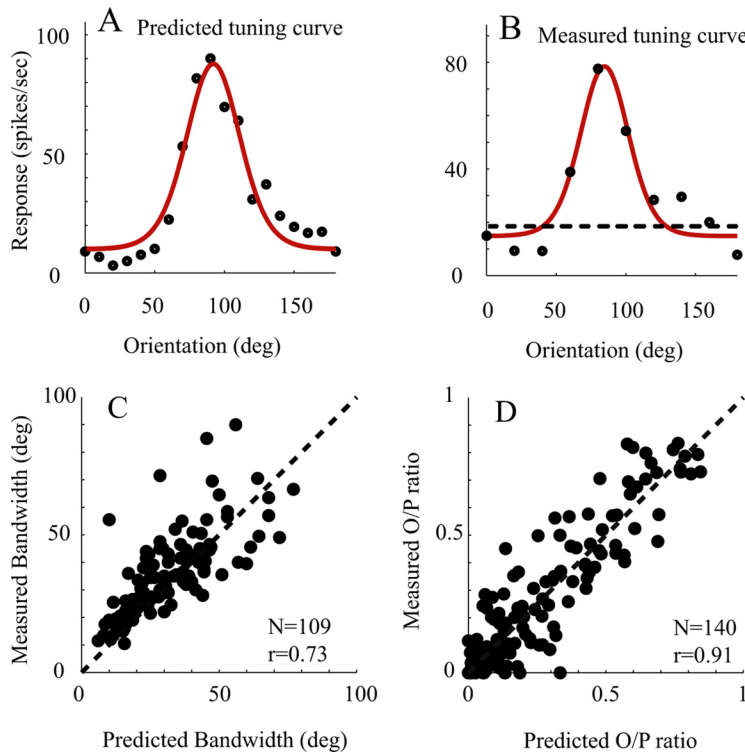 A Predicted tuning curve
100
50
0
Response (spikes/sec)
0 50 100 150
Orientation (deg)
B Measured tuning curve
80
40
0
0 50 100 150
Orientation (deg)
C
100
50
0
Measured Bandwidth (deg)
N=109
r=0.73
0 50 100
Predicted Bandwidth (deg)
D
1
0.5
0
Measured O/P ratio
N=140
r=0.91
0 0.5 1
Predicted O/P ratio